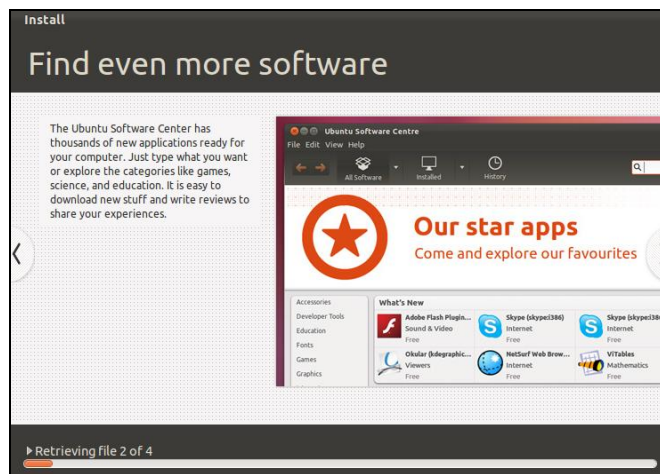 Install
Find even more software
The Ubuntu Software Center has
thousands of new applications ready for
your computer. Just type what you want
or explore the categories like games,
science, and education. It is easy to
download new stuff and write reviews to
share your experiences.
Ubuntu Software Centre
File Edit View Help
All Software
Installed
History
Our star apps
Come and explore our favourites
Accessories
Developer Tools
Education
Fonts
Games
Graphics
What's New
Adobe Flash Plugin...
Sound & Video
Free
Skype (skype:i386)
Internet
Free
Skype (skype:i38
Internet
Free
Okular (kdegraphic...
Viewers
Free
NetSurf Web Brow...
Internet
Free
ViTables
Mathematics
Free
Retrieving file 2 of 4